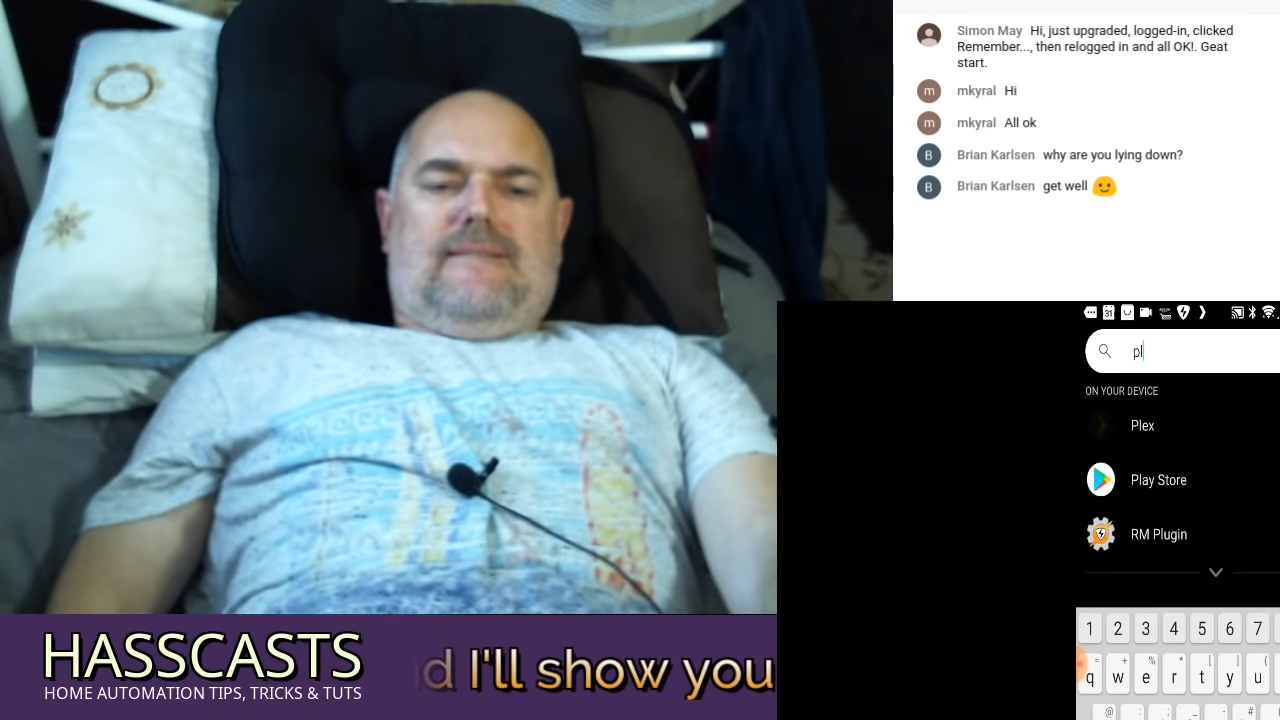 Simon May Hi, just upgraded, logged-in, clicked
Remember..., then relogged in and all OK!. Geat
start.
m mkyral Hi
m mkyral All ok
B Brian Karlsen why are you lying down?
B Brian Karlsen get well
31
pl
ON YOUR DEVICE
Plex
Play Store
RM Plugin
1 2 3 4 5 6 7
= + % * [ ] {
q w e r t y u
@ : ; _ - #
HASSCASTS
HOME AUTOMATION TIPS, TRICKS & TUTS
d I'll show you